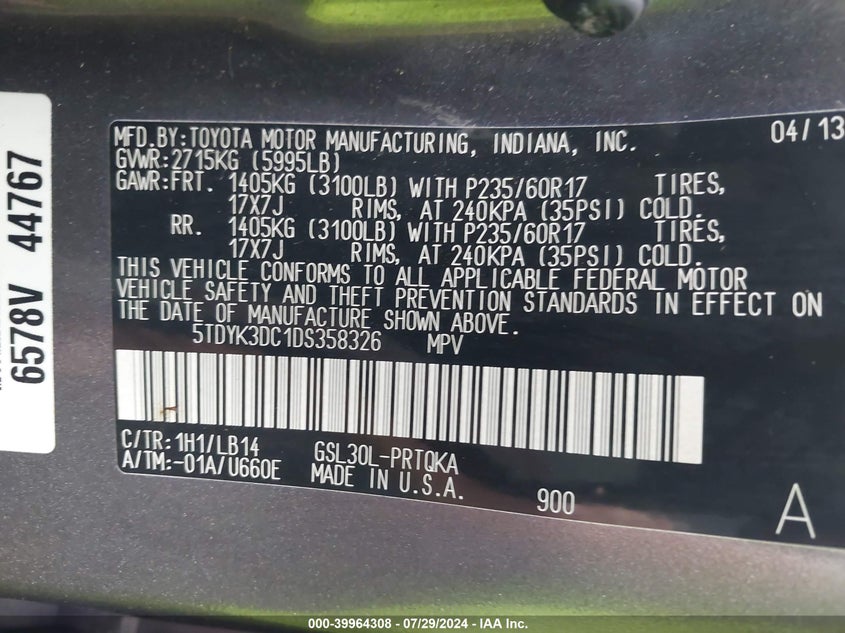 MFD.BY:TOYOTA MOTOR MANUFACTURING, INDIANA, INC. 04/13
GVWR:2715KG (5995LB)
GAWR:FRT. 1405KG (3100LB) WITH P235/60R17 TIRES,
17X7J RIMS, AT 240KPA (35PSI) COLD.
RR. 1405KG (3100LB) WITH P235/60R17 TIRES,
17X7J RIMS, AT 240KPA (35PSI) COLD.
THIS VEHICLE CONFORMS TO ALL APPLICABLE FEDERAL MOTOR
VEHICLE SAFETY AND THEFT PREVENTION STANDARDS IN EFFECT ON
THE DATE OF MANUFACTURE SHOWN ABOVE.
5TDYK3DC1DS358326 MPV
C/TR:1H1/LB14 GSL30L-PRTQKA
A/TM:-01A/U660E MADE IN U.S.A. 900
A
6578V 44767
000-39964308 / 07/29/2024 - IAA Inc.